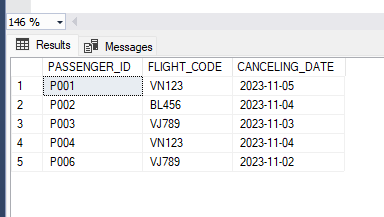 146 %
Results Messages
PASSENGER_ID FLIGHT_CODE CANCELING_DATE
1 P001 VN123 2023-11-05
2 P002 BL456 2023-11-04
3 P003 VJ789 2023-11-03
4 P004 VN123 2023-11-04
5 P006 VJ789 2023-11-02